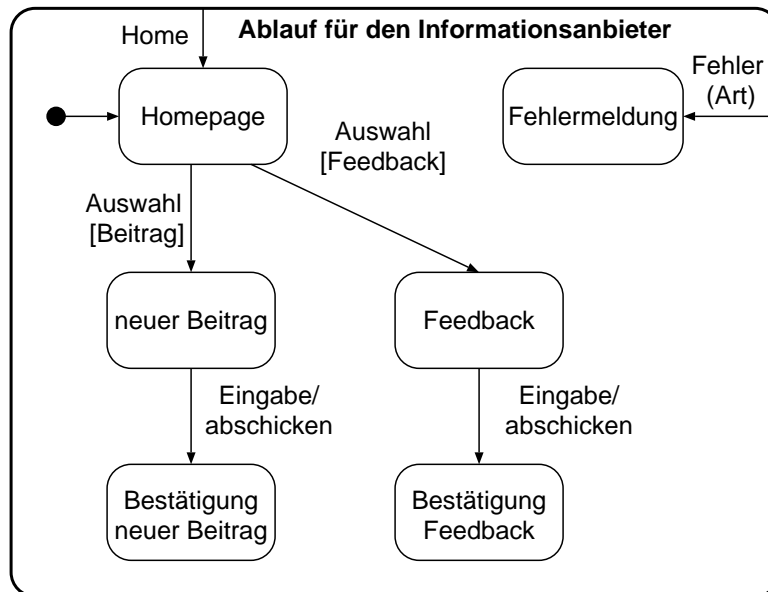 Home
Ablauf für den Informationsanbieter
Homepage
Fehlermeldung
Fehler
(Art)
Auswahl
[Feedback]
Auswahl
[Beitrag]
neuer Beitrag
Feedback
Eingabe/
abschicken
Eingabe/
abschicken
Bestätigung
neuer Beitrag
Bestätigung
Feedback